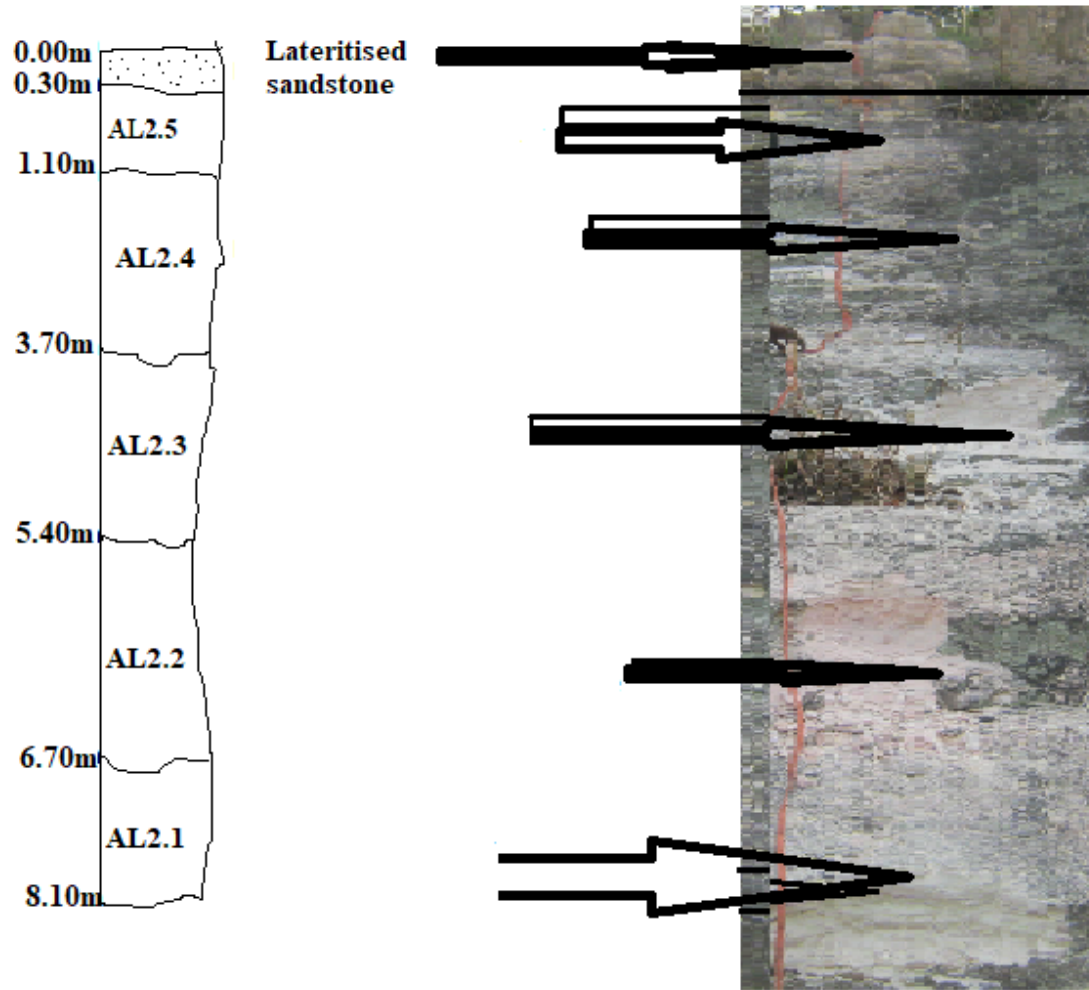 0.00m
Lateritised
sandstone
0.30m
AL2.5
1.10m
AL2.4
3.70m
AL2.3
5.40m
AL2.2
6.70m
AL2.1
8.10m